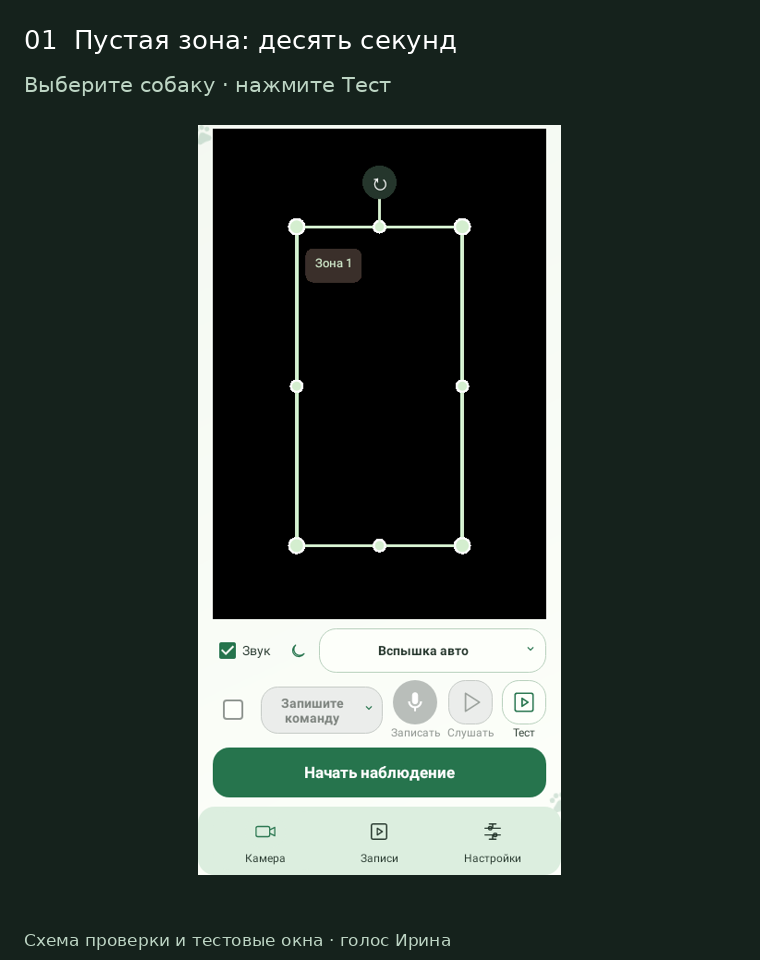 01 Пустая зона: десять секунд
Выберите собаку · нажмите Тест
Зона 1
Звук
Вспышка авто
Запишите
команду
Записать
Слушать
Тест
Начать наблюдение
Камера
Записи
Настройки
Схема проверки и тестовые окна · голос Ирина